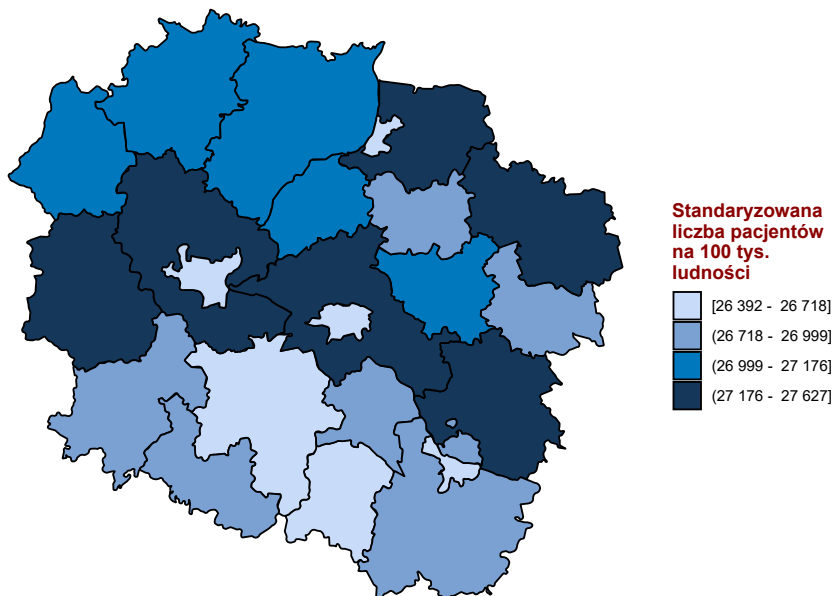 Standaryzowana
liczba pacjentów
na 100 tys.
ludności
[26 392 - 26 718]
(26 718 - 26 999]
(26 999 - 27 176]
(27 176 - 27 627]